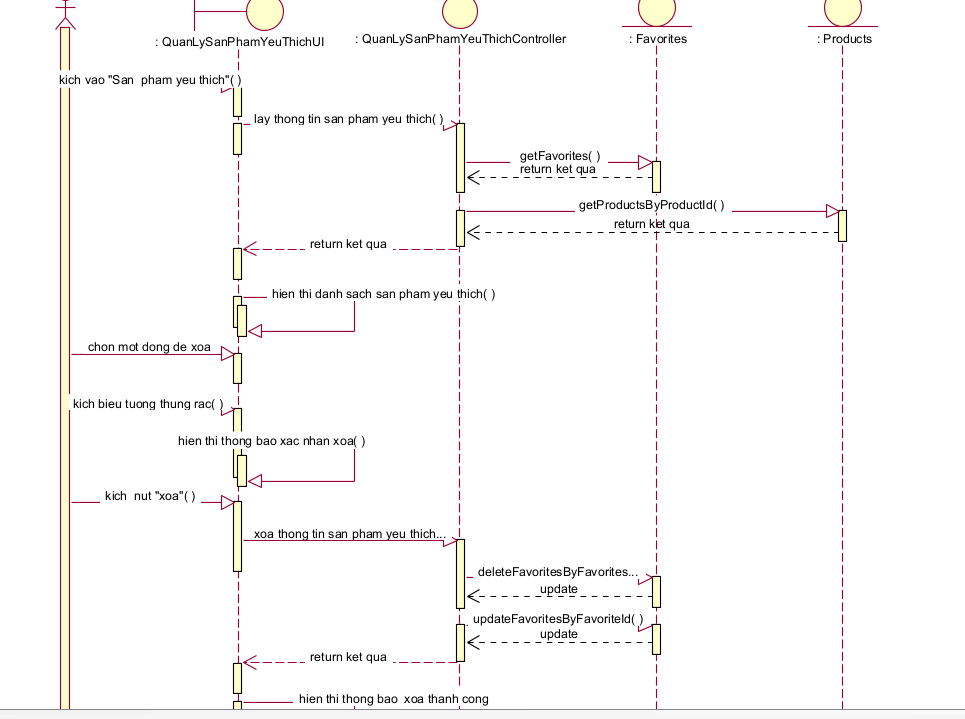 : QuanLySanPhamYeuThichUI
: QuanLySanPhamYeuThichController
: Favorites
: Products
kich vao "San pham yeu thich"( )
lay thong tin san pham yeu thich( )
getFavorites( )
return ket qua
getProductsByProductId( )
return ket qua
return ket qua
hien thi danh sach san pham yeu thich( )
chon mot dong de xoa
kich bieu tuong thung rac( )
hien thi thong bao xac nhan xoa( )
kich nut "xoa"( )
xoa thong tin san pham yeu thich...
deleteFavoritesByFavorites...
update
updateFavoritesByFavoriteId( )
update
return ket qua
hien thi thong bao xoa thanh cong